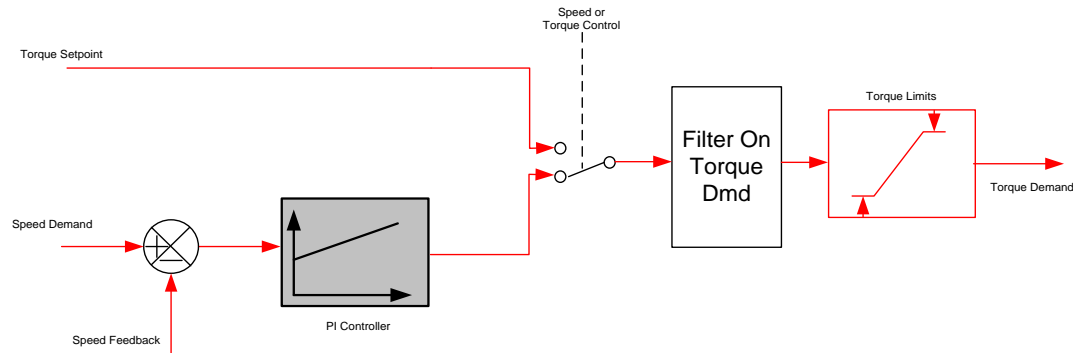 Speed or
Torque Control
Torque Setpoint
Torque Limits
Filter On
Torque
Dmd
Torque Demand
Speed Demand
PI Controller
Speed Feedback